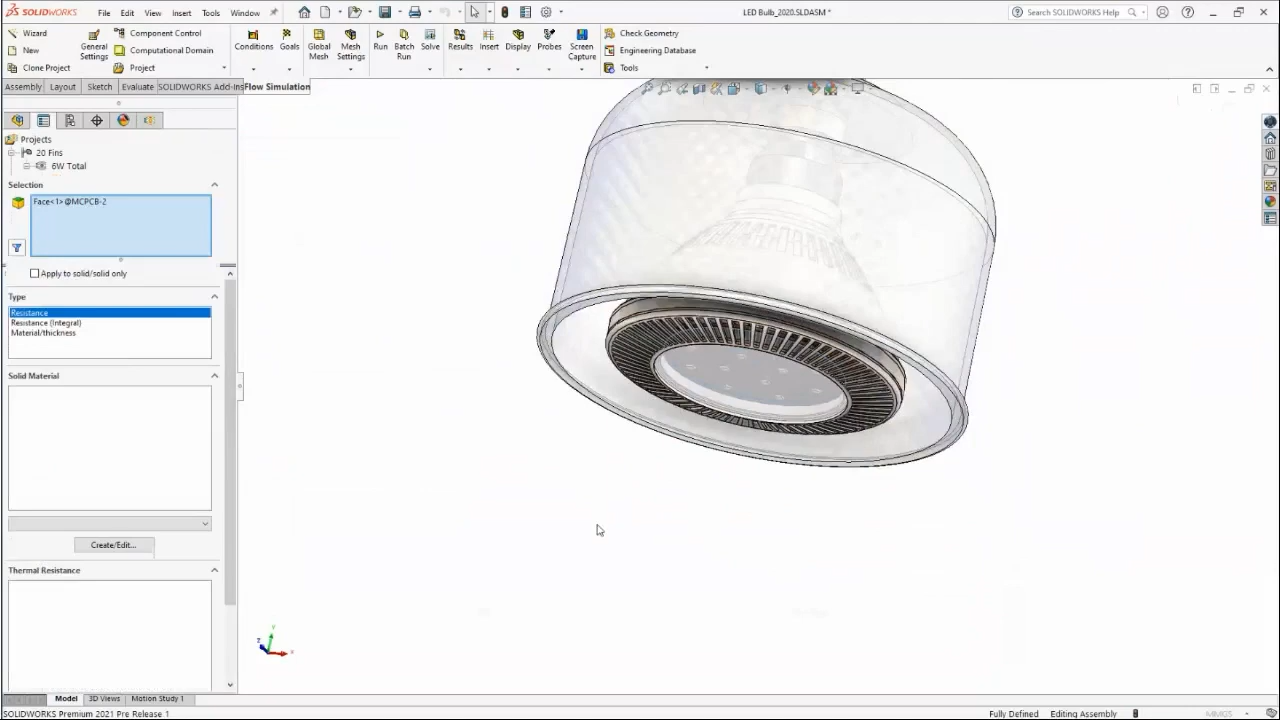 SOLIDWORKS File Edit View Insert Tools Window LED Bulb_2020.SLDASM * Search SOLIDWORKS Help
Wizard Component Control Check Geometry
General Settings Conditions Goals Global Mesh Mesh Settings Run Batch Run Solve Results Insert Display Probes Screen Capture
New Computational Domain Engineering Database
Clone Project Project Tools
Assembly Layout Sketch Evaluate SOLIDWORKS Add-Ins Flow Simulation
Projects
20 Fins
6W Total
Selection
Face<1>@MCPCB-2
Apply to solid/solid only
Type
Resistance
Resistance (Integral)
Material/thickness
Solid Material
Create/Edit...
Thermal Resistance
Y
Z
X
Model 3D Views Motion Study 1
SOLIDWORKS Premium 2021 Pre Release 1 Fully Defined Editing Assembly MMGS